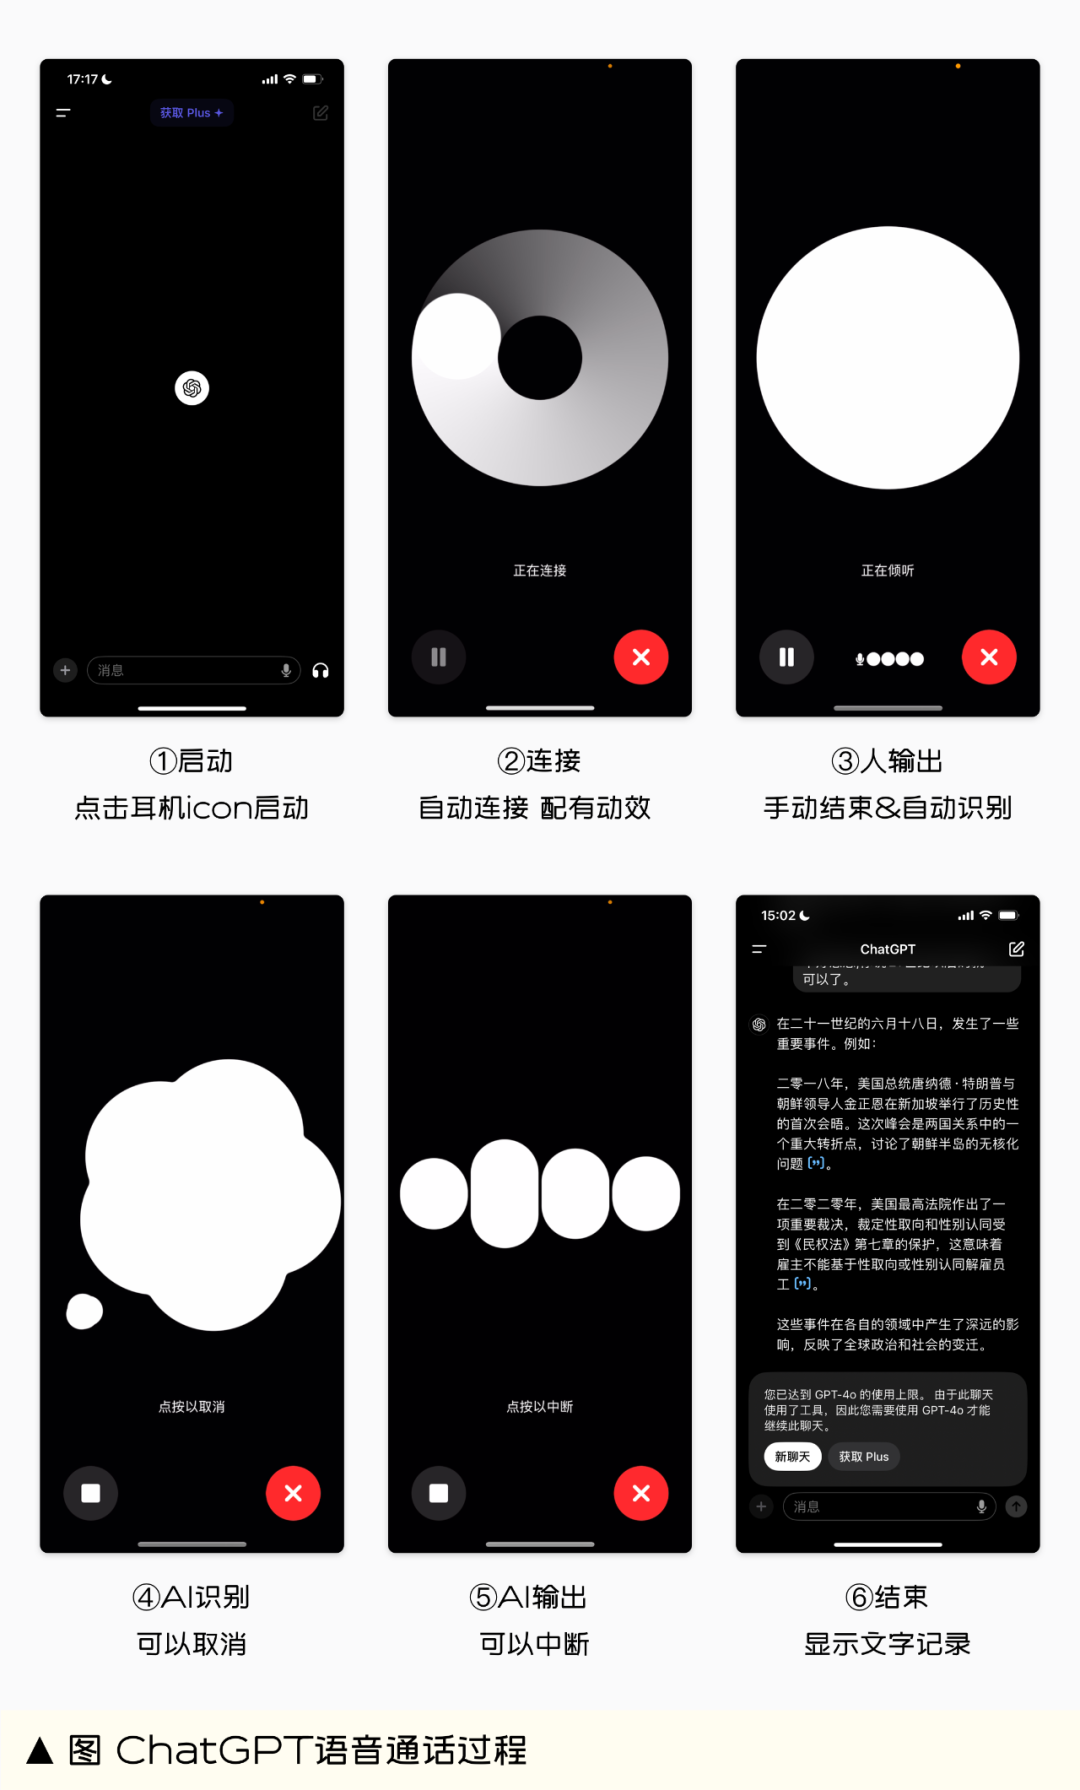 17:17
获取 Plus
消息
正在连接
正在倾听
①启动
点击耳机icon启动
②连接
自动连接 配有动效
③人输出
手动结束&自动识别
点按以取消
点按以中断
15:02
ChatGPT
可以了。
在二十一世纪的六月十八日，发生了一些
重要事件。例如：
二零一八年，美国总统唐纳德·特朗普与
朝鲜领导人金正恩在新加坡举行了历史性
的首次会晤。这次峰会是两国关系中的一
个重大转折点，讨论了朝鲜半岛的无核化
问题 ["]。
在二零二零年，美国最高法院作出了一
项重要裁决，裁定性取向和性别认同受
到《民权法》第七章的保护，这意味着
雇主不能基于性取向或性别认同解雇员
工 ["]。
这些事件在各自的领域中产生了深远的影
响，反映了全球政治和社会的变迁。
您已达到 GPT-4o 的使用上限。由于此聊天
使用了工具，因此您需要使用 GPT-4o 才能
继续此聊天。
新聊天
获取 Plus
消息
④AI识别
可以取消
⑤AI输出
可以中断
⑥结束
显示文字记录
▲ 图 ChatGPT语音通话过程